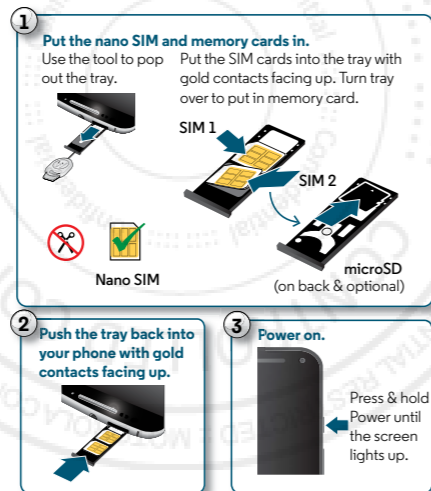 1
Put the nano SIM and memory cards in.
Use the tool to pop
out the tray.
Put the SIM cards into the tray with
gold contacts facing up. Turn tray
over to put in memory card.
SIM 1
SIM 2
Nano SIM
microSD
(on back & optional)
2
Push the tray back into
your phone with gold
contacts facing up.
3
Power on.
Press & hold
Power until
the screen
lights up.